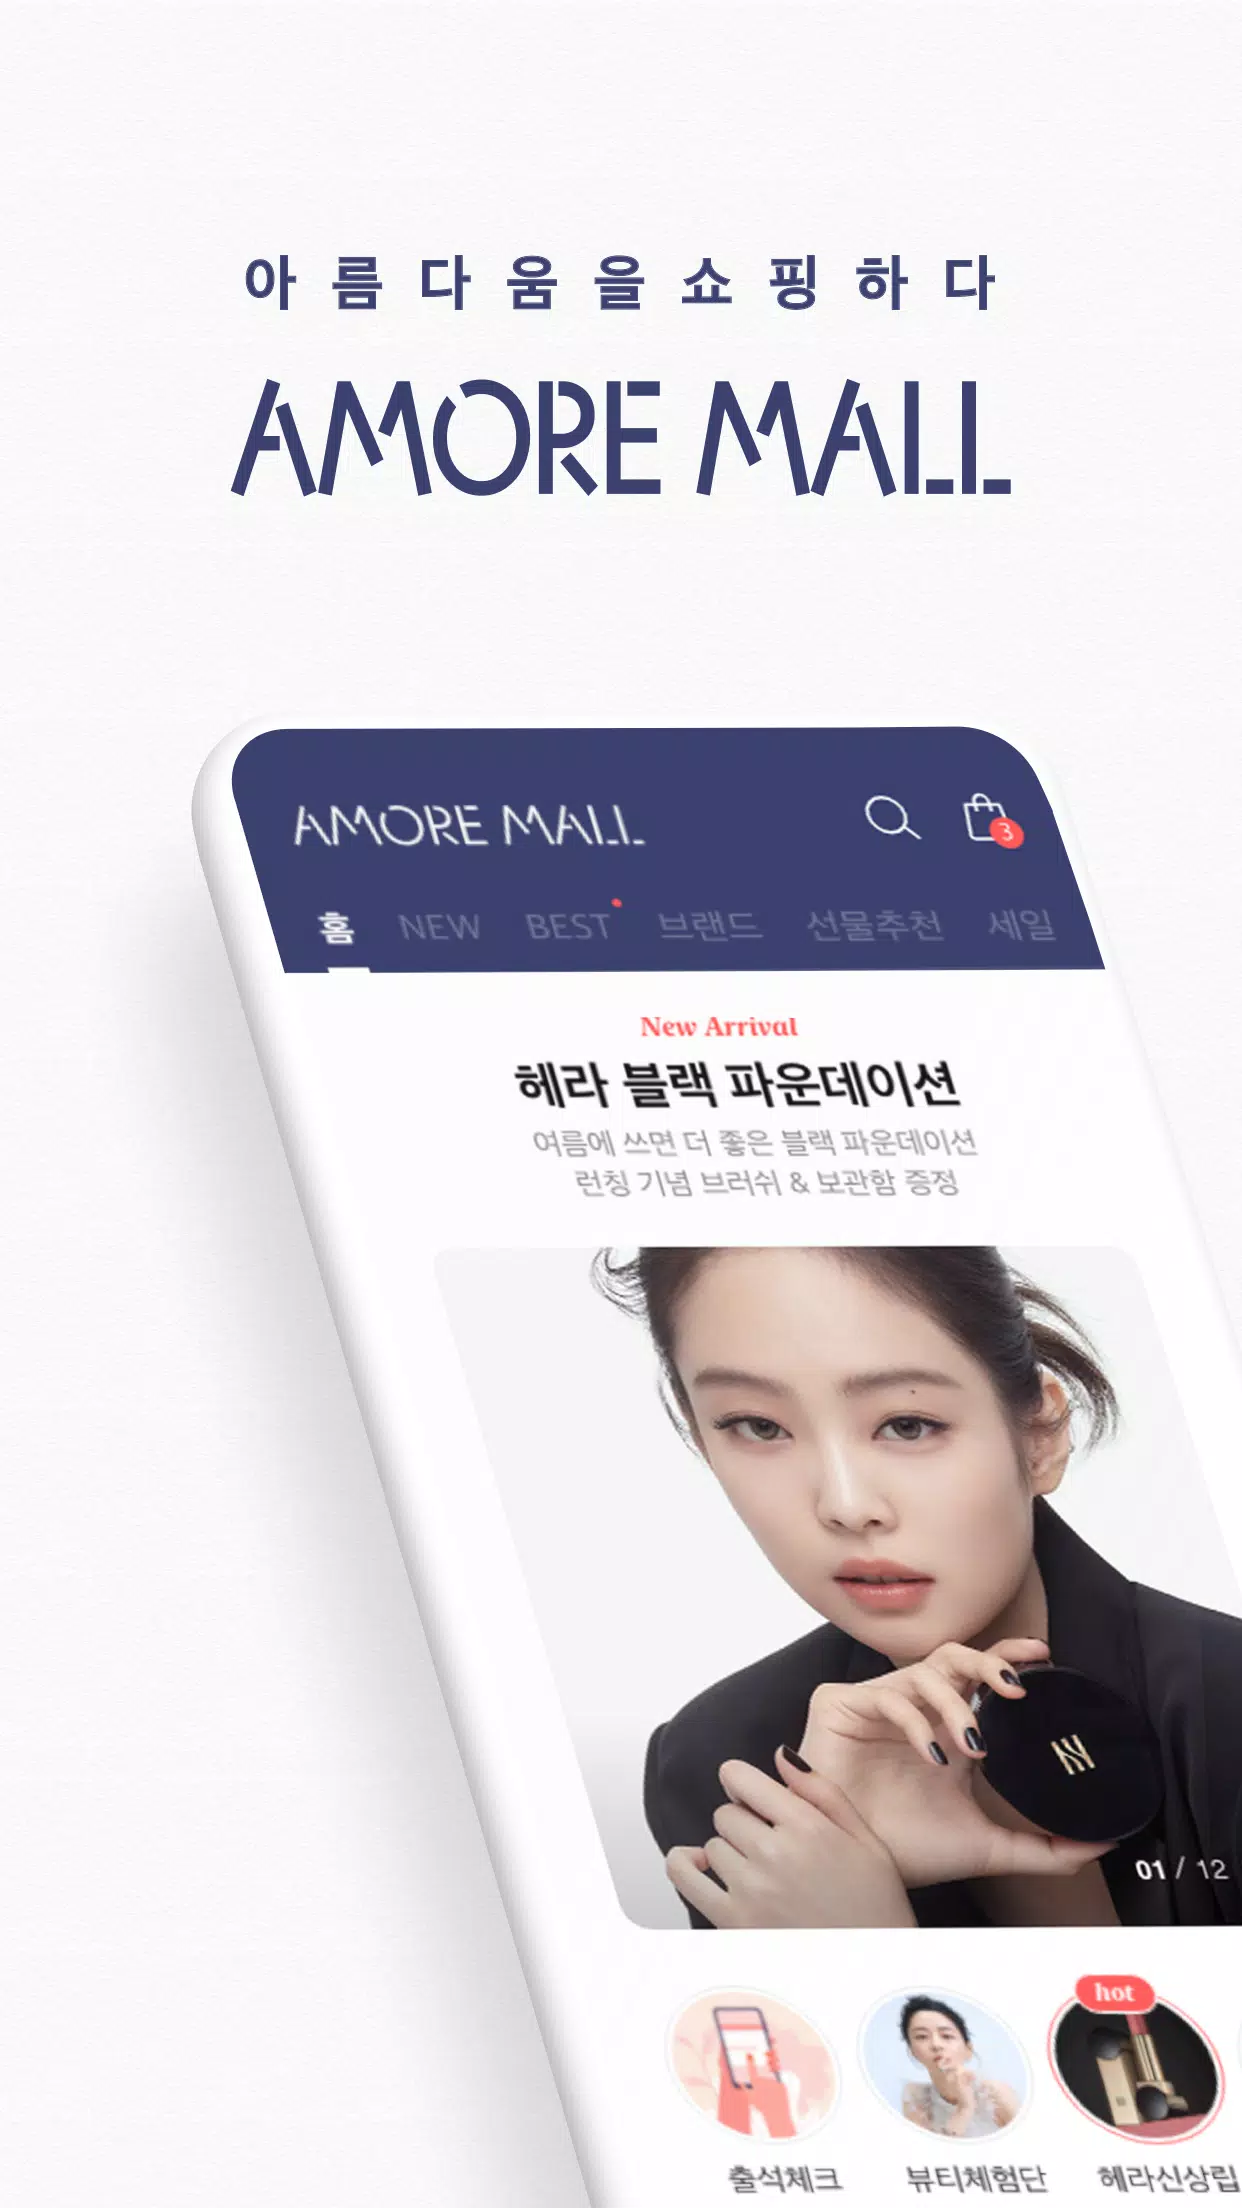 아름다움을쇼핑하다
AMORE MALL
AMORE MALL
3
홈 NEW BEST 브랜드 선물추천 세일
New Arrival
헤라 블랙 파운데이션
여름에 쓰면 더 좋은 블랙 파운데이션
런칭 기념 브러쉬 & 보관함 증정
01 / 12
hot
출석체크 뷰티체험단 헤라신상립